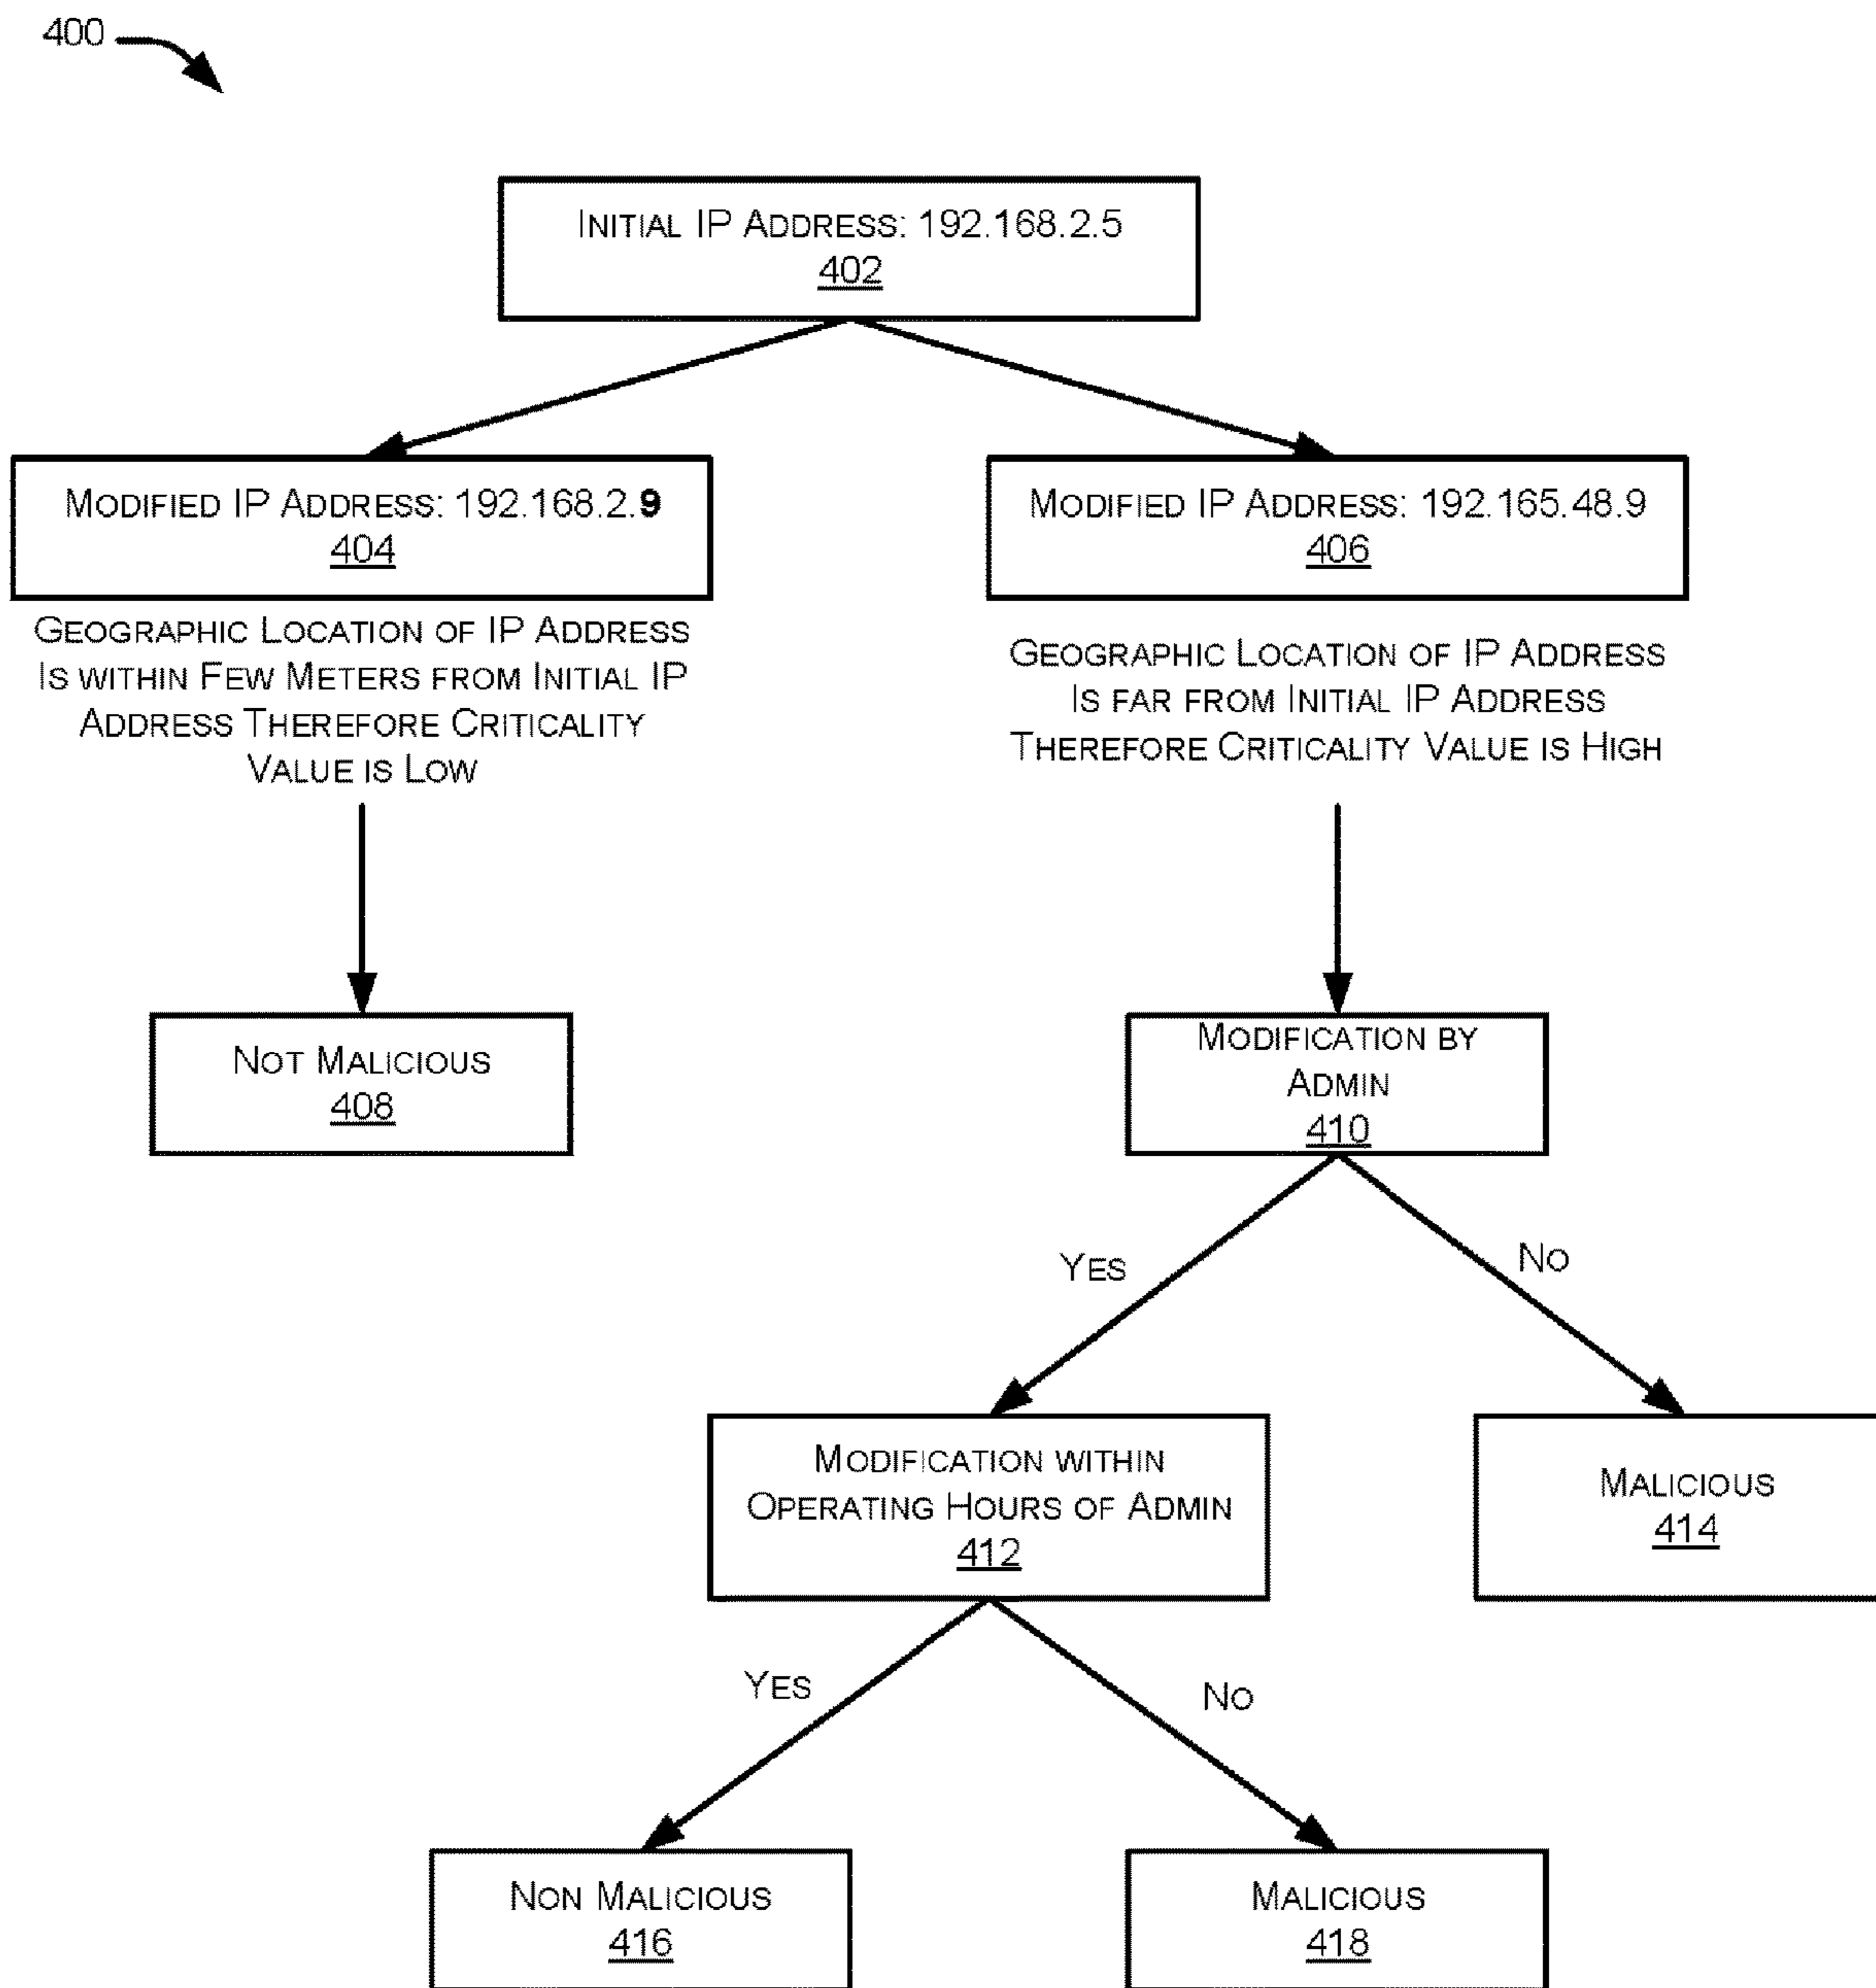 400
INITIAL IP ADDRESS: 192.168.2.5
402
MODIFIED IP ADDRESS: 192.168.2.9
404
MODIFIED IP ADDRESS: 192.165.48.9
406
GEOGRAPHIC LOCATION OF IP ADDRESS
IS WITHIN FEW METERS FROM INITIAL IP
ADDRESS THEREFORE CRITICALITY
VALUE IS LOW
GEOGRAPHIC LOCATION OF IP ADDRESS
IS FAR FROM INITIAL IP ADDRESS
THEREFORE CRITICALITY VALUE IS HIGH
NOT MALICIOUS
408
MODIFICATION BY
ADMIN
410
YES
NO
MODIFICATION WITHIN
OPERATING HOURS OF ADMIN
412
MALICIOUS
414
YES
NO
NON MALICIOUS
416
MALICIOUS
418